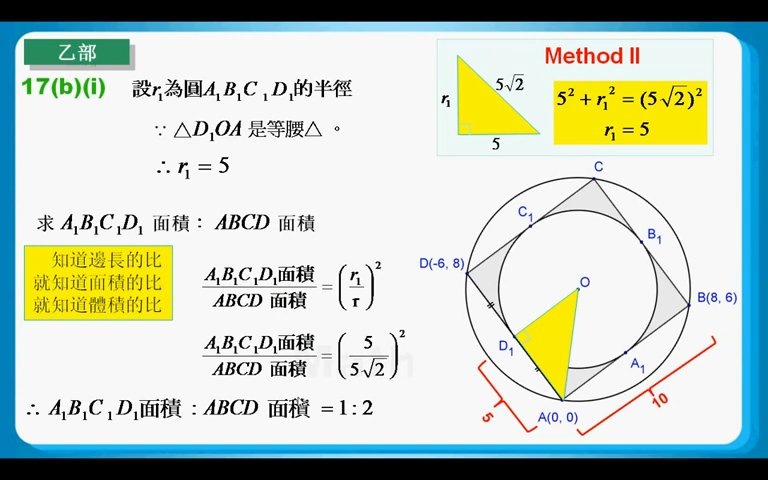 乙部
17(b)(i)
設r₁為圓A₁B₁C₁D₁的半徑
∵ △D₁OA 是等腰△ 。
∴ r₁ = 5
求 A₁B₁C₁D₁ 面積： ABCD 面積
知道邊長的比
就知道面積的比
就知道體積的比
A₁B₁C₁D₁面積 / ABCD 面積 = (r₁ / r)²
A₁B₁C₁D₁面積 / ABCD 面積 = (5 / 5√2)²
∴ A₁B₁C₁D₁面積 : ABCD 面積 = 1 : 2
Method II
r₁
5√2
5
5² + r₁² = (5√2)²
r₁ = 5
C
C₁
B₁
D(-6, 8)
O
B(8, 6)
D₁
A₁
A(0, 0)
5
10